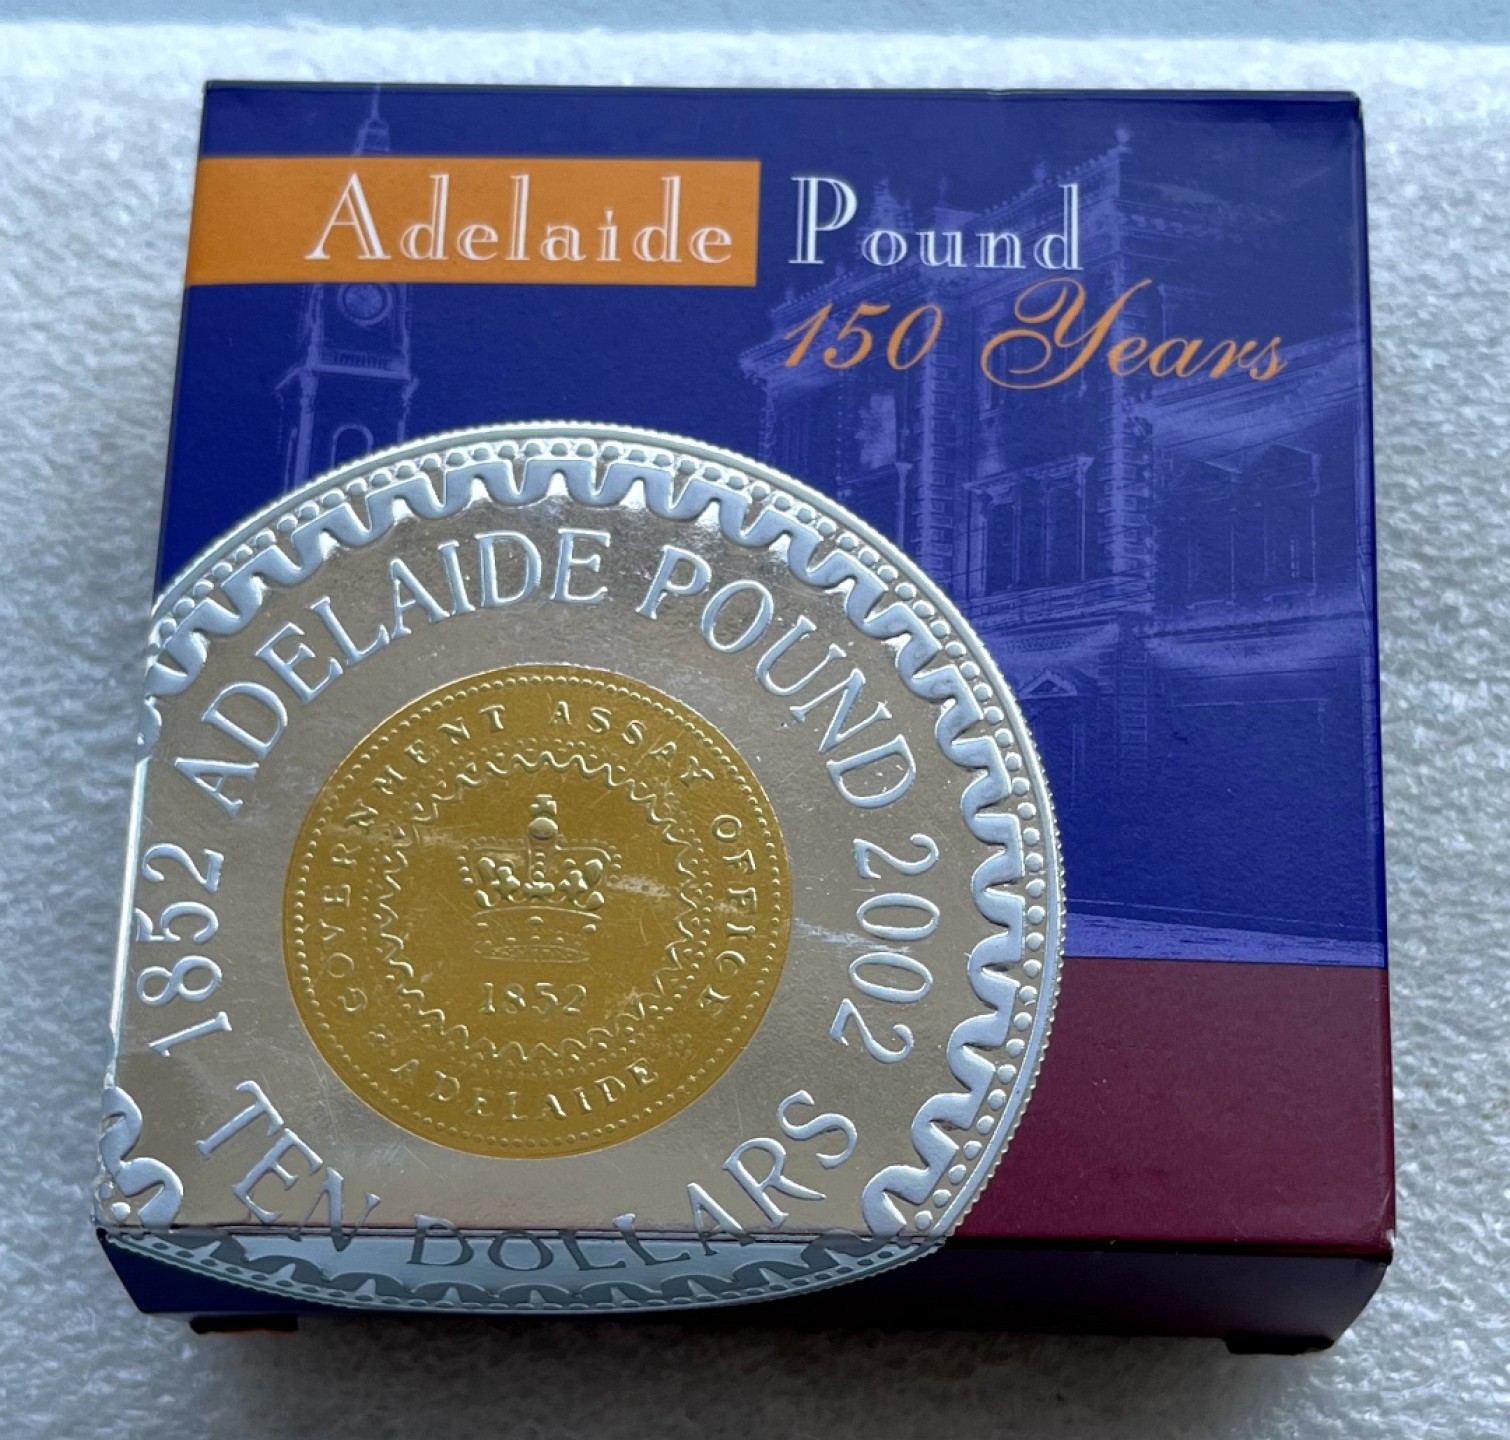 Adelaide Pound
150 Years
1852 ADELAIDE POUND 2002
GOVERNMENT ASSAY OFFICE
1852
ADELAIDE
TEN DOLLARS